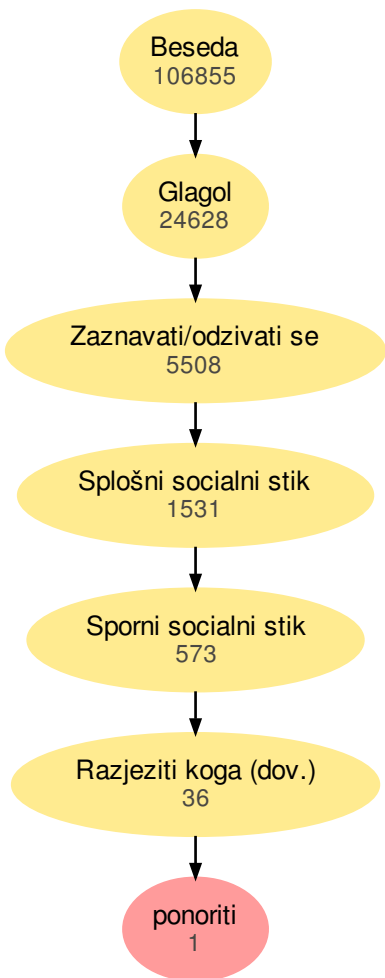 Beseda
106855
Glagol
24628
Zaznavati/odzivati se
5508
Splošni socialni stik
1531
Sporni socialni stik
573
Razjeziti koga (dov.)
36
ponoriti
1